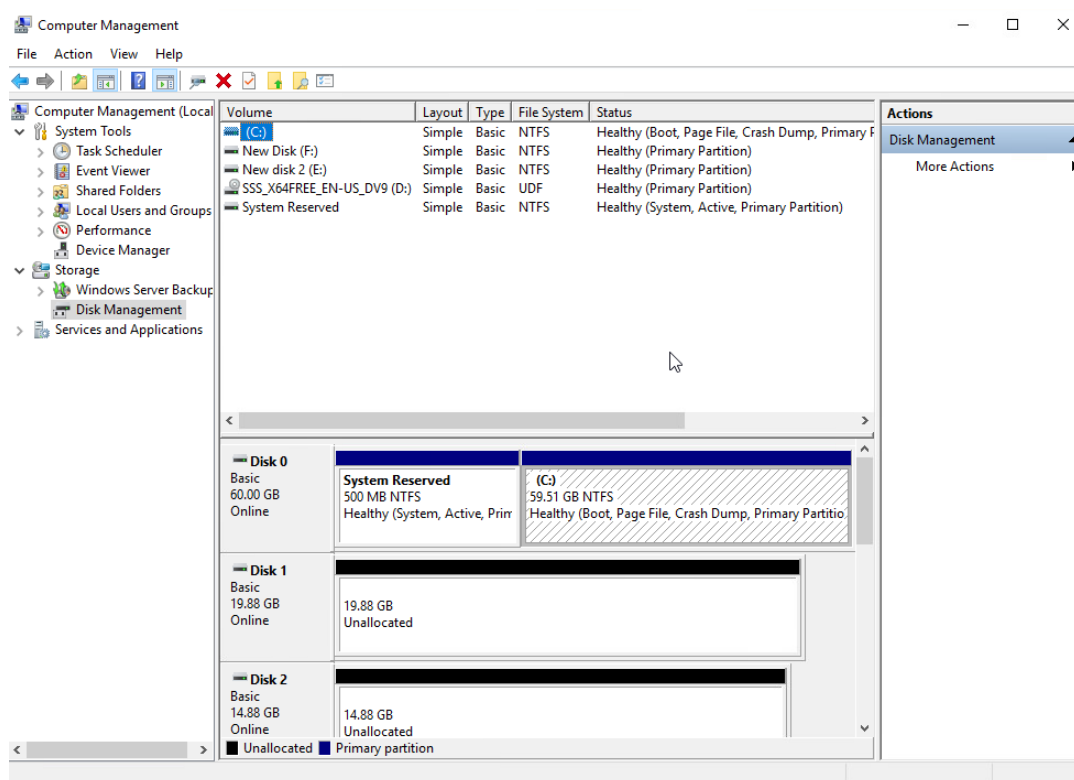 Computer Management
File Action View Help
Computer Management (Local
System Tools
Task Scheduler
Event Viewer
Shared Folders
Local Users and Groups
Performance
Device Manager
Storage
Windows Server Backup
Disk Management
Services and Applications
Volume Layout Type File System Status
(C:) Simple Basic NTFS Healthy (Boot, Page File, Crash Dump, Primary P
New Disk (F:) Simple Basic NTFS Healthy (Primary Partition)
New disk 2 (E:) Simple Basic NTFS Healthy (Primary Partition)
SSS_X64FREE_EN-US_DV9 (D:) Simple Basic UDF Healthy (Primary Partition)
System Reserved Simple Basic NTFS Healthy (System, Active, Primary Partition)
Disk 0
Basic
60.00 GB
Online
System Reserved
500 MB NTFS
Healthy (System, Active, Prim
(C:)
59.51 GB NTFS
Healthy (Boot, Page File, Crash Dump, Primary Partitio
Disk 1
Basic
19.88 GB
Online
19.88 GB
Unallocated
Disk 2
Basic
14.88 GB
Online
14.88 GB
Unallocated
Unallocated Primary partition
Actions
Disk Management
More Actions